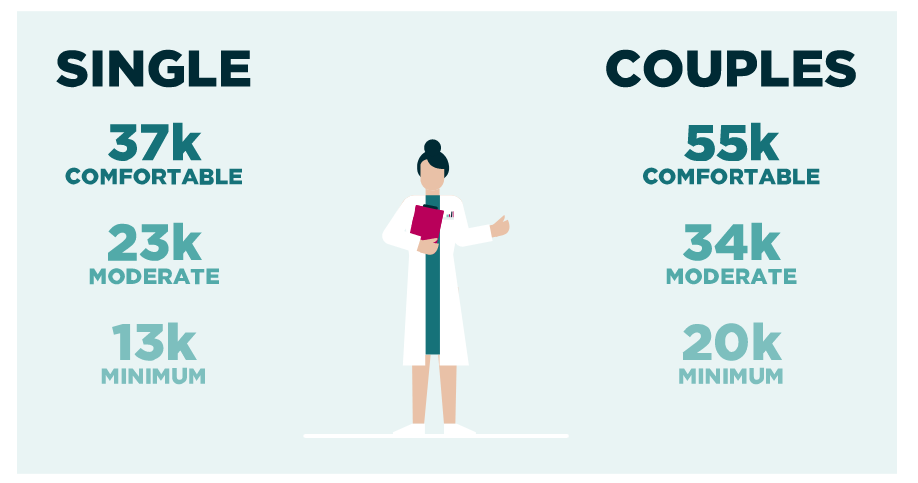 SINGLE
37k
COMFORTABLE
23k
MODERATE
13k
MINIMUM
COUPLES
55k
COMFORTABLE
34k
MODERATE
20k
MINIMUM